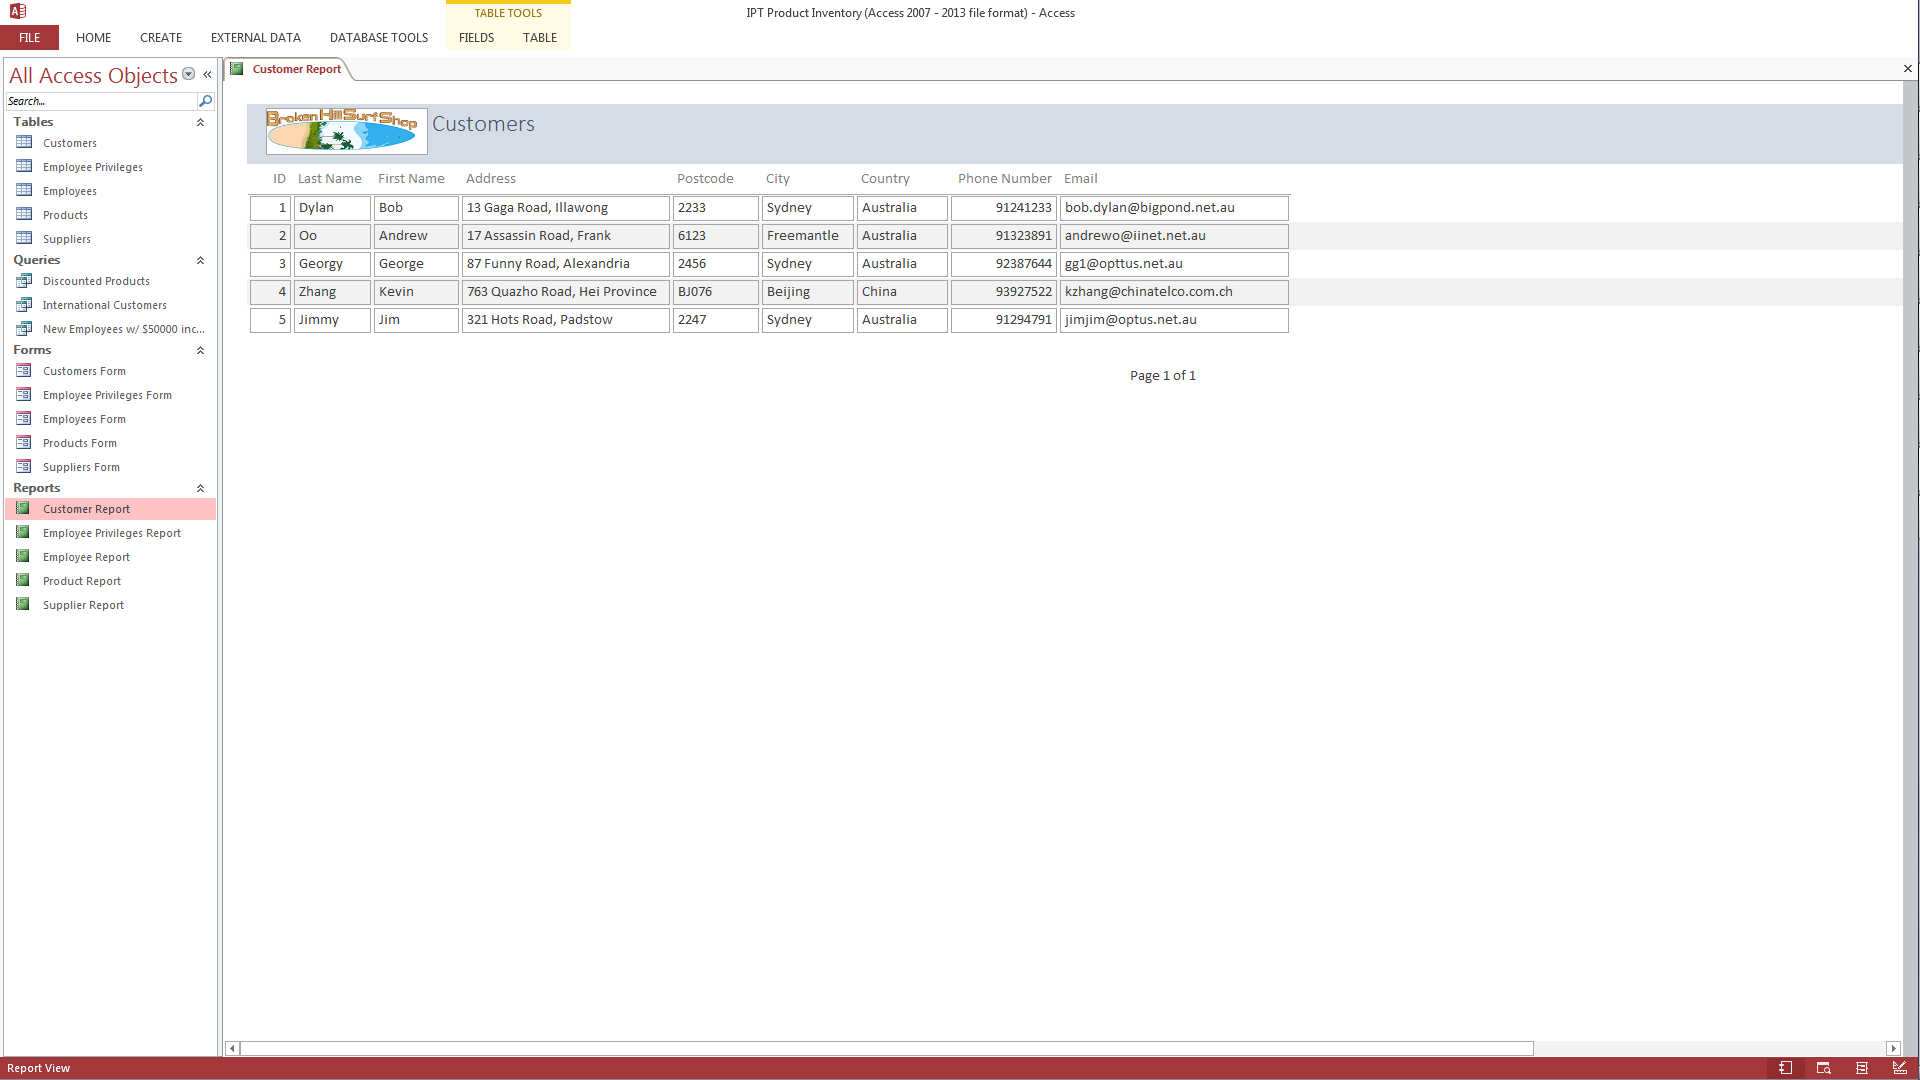 IPT Product Inventory (Access 2007 - 2013 file format) - Access
TABLE TOOLS
FILE HOME CREATE EXTERNAL DATA DATABASE TOOLS FIELDS TABLE
All Access Objects
Search...
Tables
Customers
Employee Privileges
Employees
Products
Suppliers
Queries
Discounted Products
International Customers
New Employees w/ $50000 inc...
Forms
Customers Form
Employee Privileges Form
Employees Form
Products Form
Suppliers Form
Reports
Customer Report
Employee Privileges Report
Employee Report
Product Report
Supplier Report
Customer Report
Broken Hill Surf Shop
Customers
ID Last Name First Name Address Postcode City Country Phone Number Email
1 Dylan Bob 13 Gaga Road, Illawong 2233 Sydney Australia 91241233 bob.dylan@bigpond.net.au
2 Oo Andrew 17 Assassin Road, Frank 6123 Freemantle Australia 91323891 andrewo@iinet.net.au
3 Georgy George 87 Funny Road, Alexandria 2456 Sydney Australia 92387644 gg1@opttus.net.au
4 Zhang Kevin 763 Quazho Road, Hei Province BJ076 Beijing China 93927522 kzhang@chinatelco.com.ch
5 Jimmy Jim 321 Hots Road, Padstow 2247 Sydney Australia 91294791 jimjim@optus.net.au
Page 1 of 1
Report View